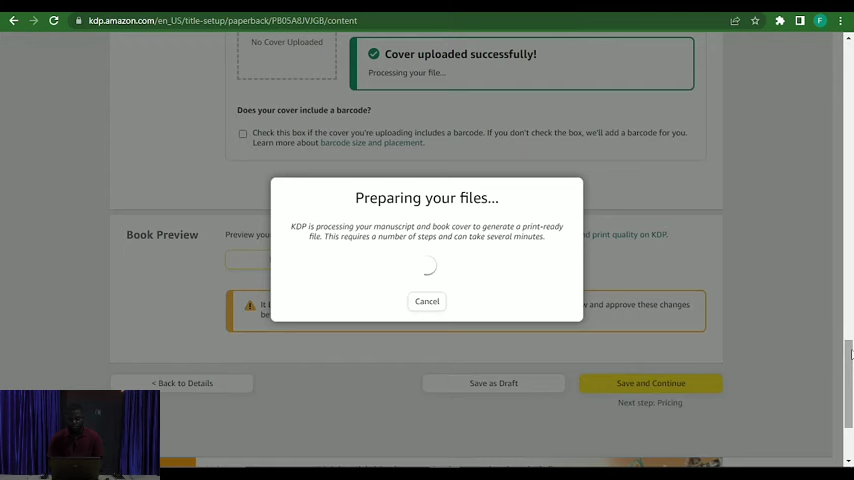 kdp.amazon.com/en_US/title-setup/paperback/PB05A8JVJGB/content
F
No Cover Uploaded
Cover uploaded successfully!
Processing your file...
Does your cover include a barcode?
Check this box if the cover you're uploading includes a barcode. If you don't check the box, we'll add a barcode for you.
Learn more about barcode size and placement.
Preparing your files...
KDP is processing your manuscript and book cover to generate a print-ready
file. This requires a number of steps and can take several minutes.
Cancel
Book Preview
Preview you
nd print quality on KDP.
It l
w and approve these changes
be
< Back to Details
Save as Draft
Save and Continue
Next step: Pricing